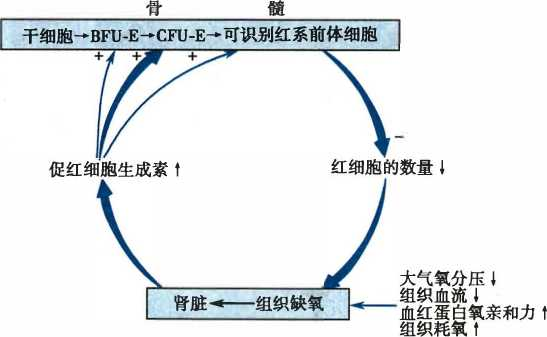 骨 髓
干细胞→BFU-E→CFU-E→可识别红系前体细胞
+ + +
−
促红细胞生成素↑
红细胞的数量↓
大气氧分压↓
组织血流↓
血红蛋白氧亲和力↑
组织耗氧↑
肾脏←组织缺氧